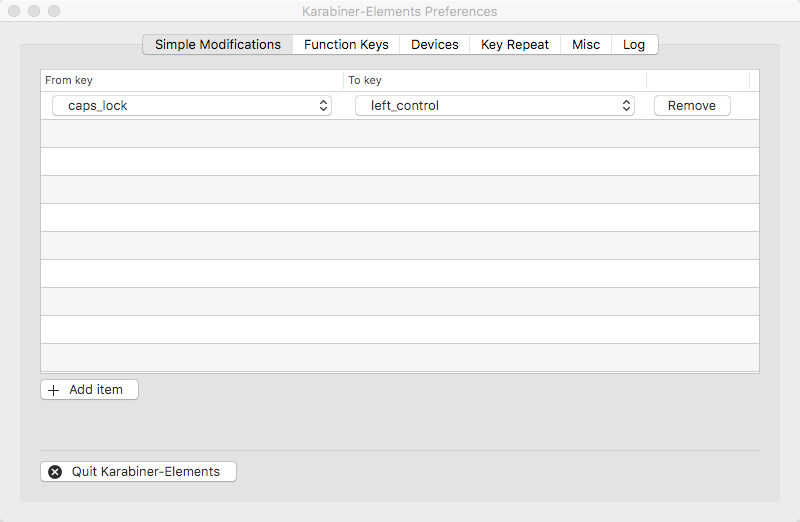 Karabiner-Elements Preferences
Simple Modifications Function Keys Devices Key Repeat Misc Log
From key To key
caps_lock left_control Remove
Add item
Quit Karabiner-Elements